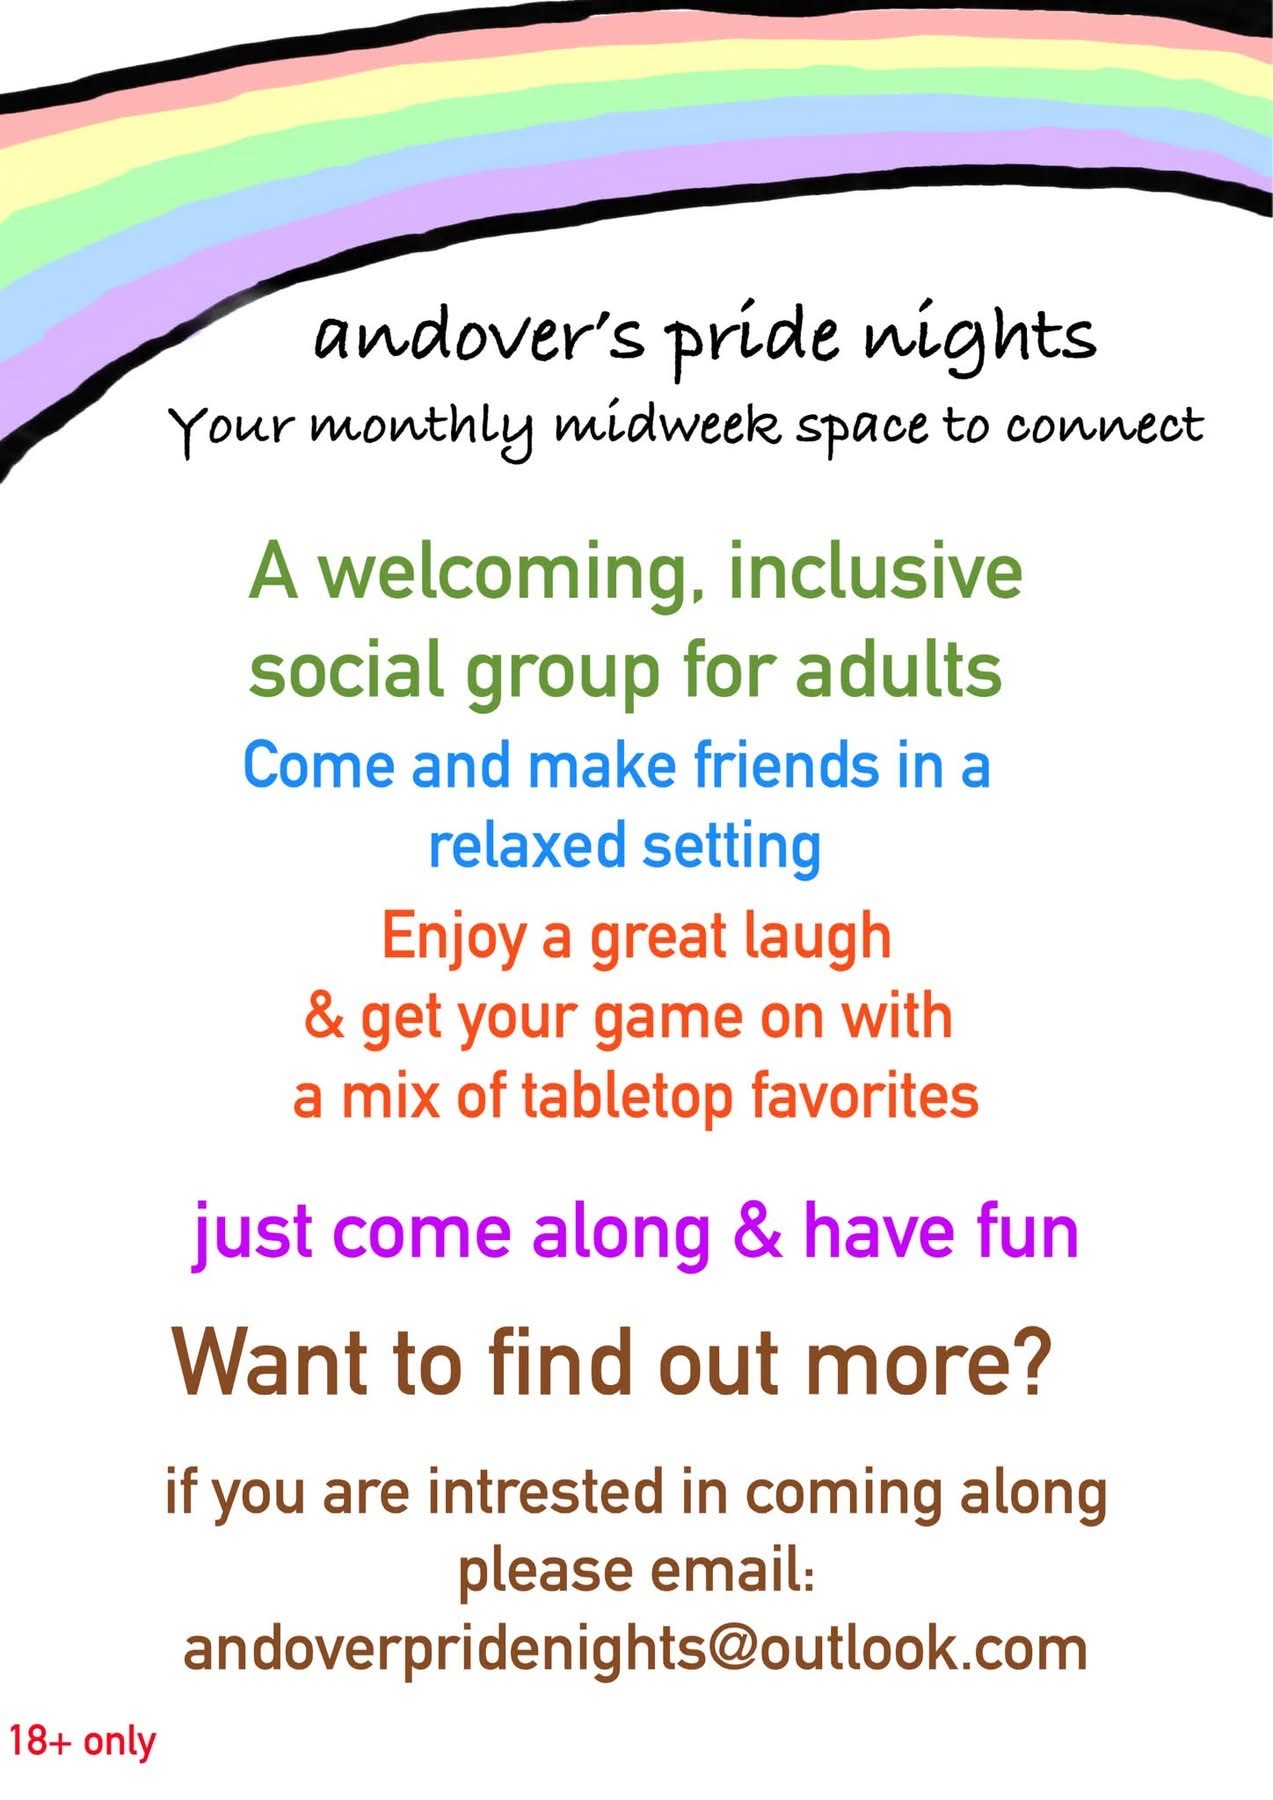 andover's pride nights
Your monthly midweek space to connect
A welcoming, inclusive
social group for adults
Come and make friends in a
relaxed setting
Enjoy a great laugh
& get your game on with
a mix of tabletop favorites
just come along & have fun
Want to find out more?
if you are intrested in coming along
please email:
andoverpridenights@outlook.com
18+ only